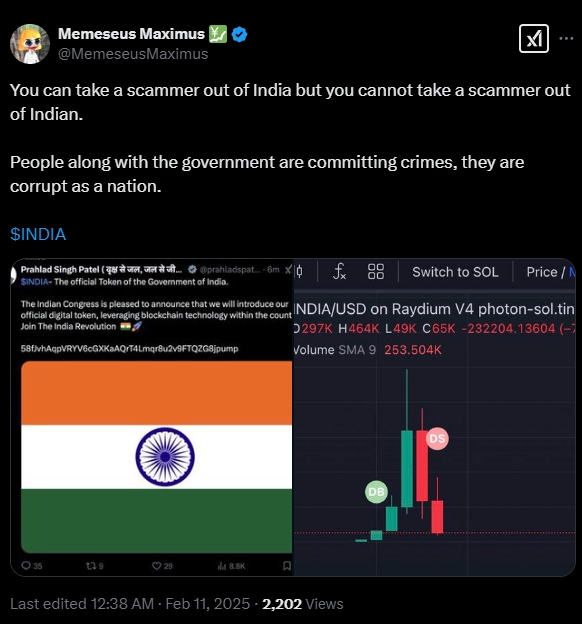 Memeseus Maximus
@MemeseusMaximus
You can take a scammer out of India but you cannot take a scammer out
of Indian.
People along with the government are committing crimes, they are
corrupt as a nation.
$INDIA
Prahlad Singh Patel ( वृक्ष से जल, जल से जी... @prahladspat... · 6m
$INDIA- The official Token of the Government of India.
The Indian Congress is pleased to announce that we will introduce our
official digital token, leveraging blockchain technology within the count
Join The India Revolution
58fJvhAqpVRYV6cGXKaAQrT4Lmqr8u2v9FTQZG8jpump
35 9 29 8.8K
Switch to SOL Price /
INDIA/USD on Raydium V4 photon-sol.tin
O297K H464K L49K C65K -232204.13604 (−7
Volume SMA 9 253.504K
DS
DB
Last edited 12:38 AM · Feb 11, 2025 · 2,202 Views